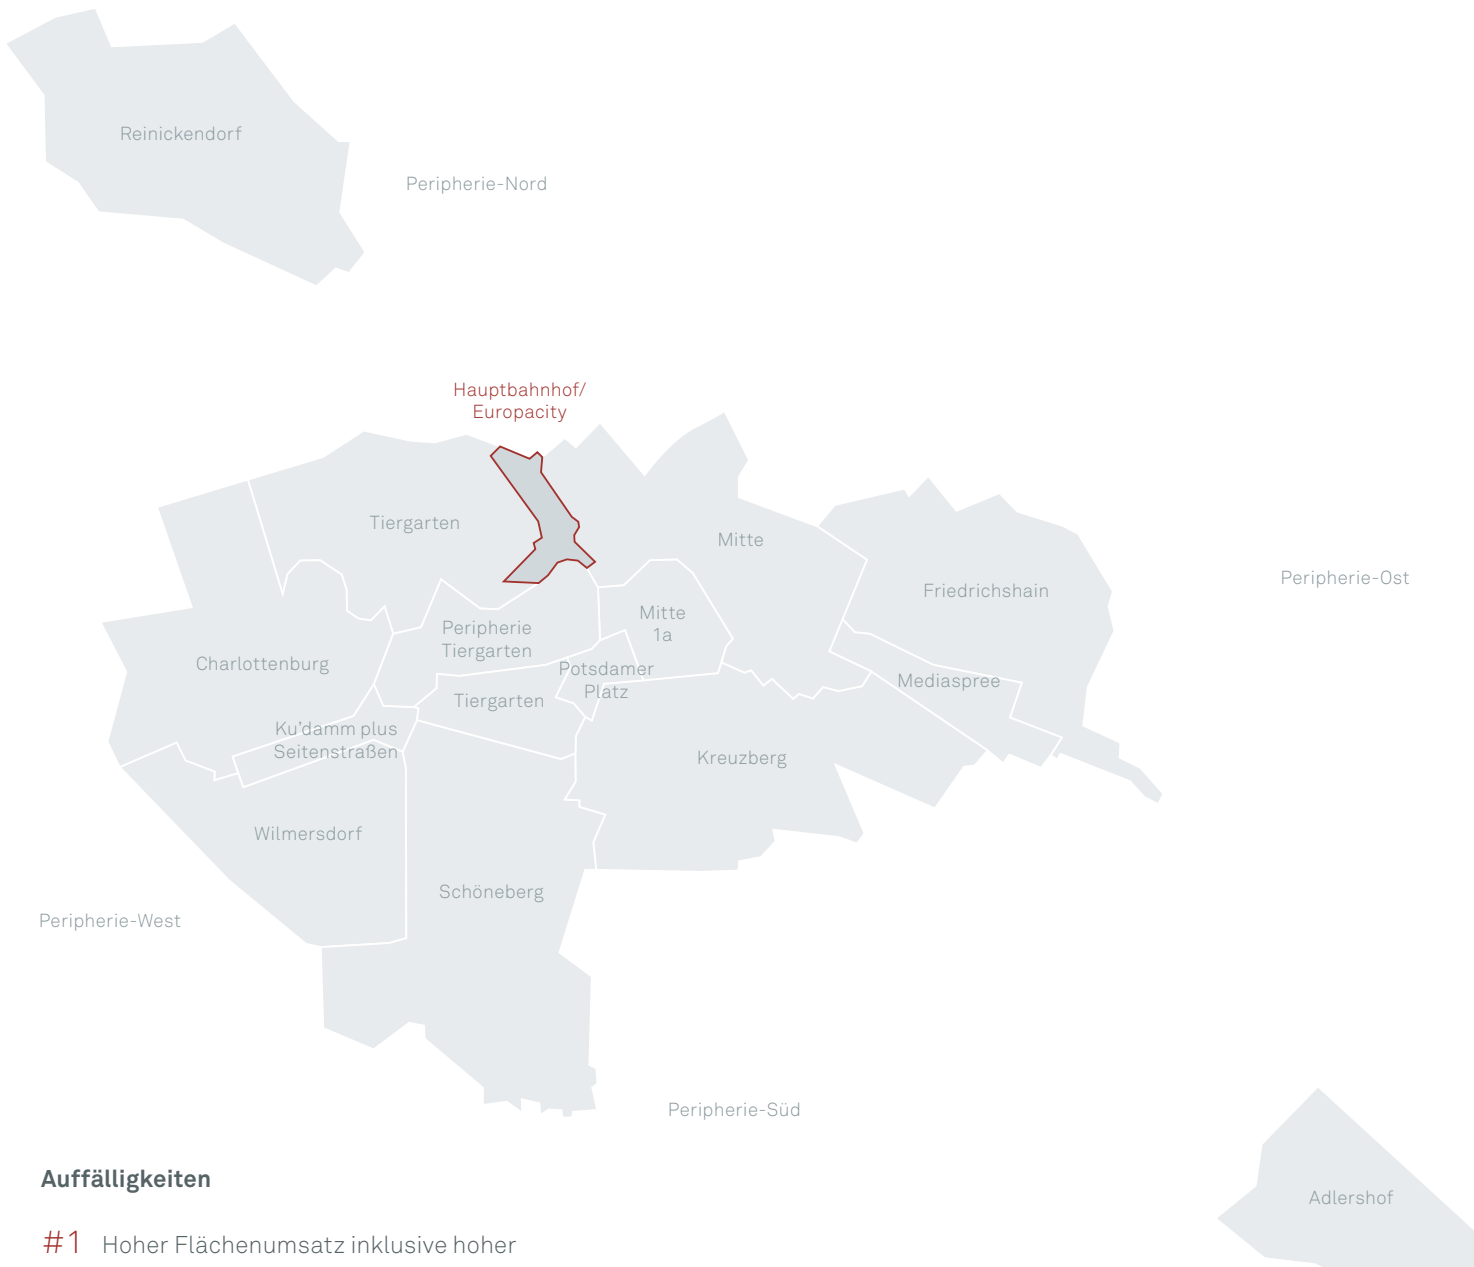 Reinickendorf
Peripherie-Nord
Hauptbahnhof/
Europacity
Tiergarten
Mitte
Peripherie-Ost
Friedrichshain
Mitte
1a
Peripherie
Tiergarten
Charlottenburg
Potsdamer
Platz
Mediaspree
Tiergarten
Ku'damm plus
Seitenstraßen
Kreuzberg
Wilmersdorf
Schöneberg
Peripherie-West
Peripherie-Süd
Auffälligkeiten
Adlershof
#1 Hoher Flächenumsatz inklusive hoher